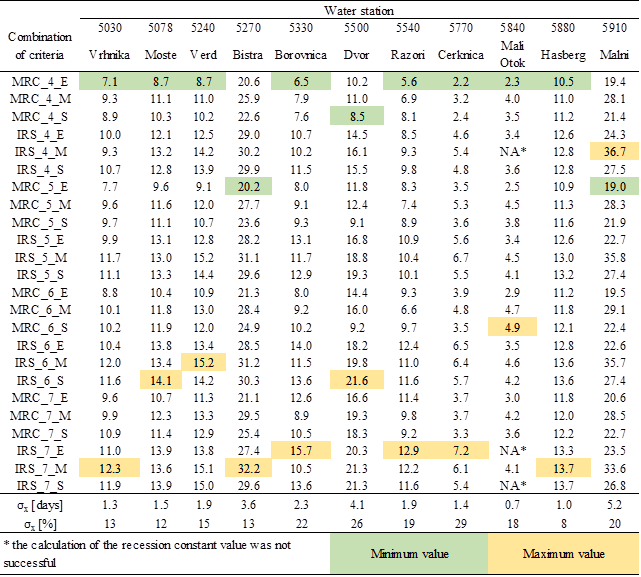 Water station
Combination of criteria 5030 5078 5240 5270 5330 5500 5540 5770 5840 5880 5910
Vrhnika Moste Verd Bistra Borovnica Dvor Razori Cerknica Mali Otok Hasberg Malni
MRC_4_E 7.1 8.7 8.7 20.6 6.5 10.2 5.6 2.2 2.3 10.5 19.4
MRC_4_M 9.3 11.1 11.0 25.9 7.9 11.0 6.9 3.2 4.0 11.0 28.1
MRC_4_S 8.9 10.3 10.2 22.6 7.6 8.5 8.1 2.4 3.5 11.2 21.4
IRS_4_E 10.0 12.1 12.5 29.0 10.7 14.5 8.5 4.6 3.4 12.6 24.3
IRS_4_M 9.3 13.2 14.2 30.2 10.2 16.1 9.3 5.4 NA* 12.8 36.7
IRS_4_S 10.7 12.8 13.9 29.9 11.5 15.5 9.8 4.8 3.6 12.8 27.5
MRC_5_E 7.7 9.6 9.1 20.2 8.0 11.8 8.3 3.5 2.5 10.9 19.0
MRC_5_M 9.6 11.6 12.0 27.7 9.1 12.4 7.4 5.3 4.5 11.3 28.3
MRC_5_S 9.7 11.1 10.7 23.6 9.3 9.1 8.9 3.6 3.8 11.6 21.9
IRS_5_E 9.9 13.1 12.8 28.2 13.1 16.8 10.9 5.6 3.4 12.6 22.7
IRS_5_M 11.7 13.0 15.2 31.1 11.7 18.8 10.4 6.7 4.5 13.0 35.8
IRS_5_S 11.1 13.3 14.4 29.6 12.9 19.3 10.1 5.5 4.1 13.2 27.4
MRC_6_E 8.8 10.4 10.9 21.3 8.0 14.4 9.3 3.9 2.9 11.2 19.5
MRC_6_M 10.1 11.8 13.0 28.4 9.2 16.0 6.6 4.8 4.7 11.8 29.1
MRC_6_S 10.2 11.9 12.0 24.9 10.2 9.2 9.7 3.5 4.9 12.1 22.4
IRS_6_E 10.4 13.8 13.4 28.5 14.0 18.2 12.4 6.5 3.5 12.8 22.6
IRS_6_M 12.0 13.4 15.2 31.2 11.5 19.8 11.0 6.4 4.6 13.6 35.7
IRS_6_S 11.6 14.1 14.2 30.3 13.6 21.6 11.6 5.7 4.2 13.6 27.4
MRC_7_E 9.6 10.7 11.3 21.1 12.6 16.6 11.4 3.7 3.0 11.8 20.6
MRC_7_M 9.9 12.3 13.3 29.5 8.9 19.3 9.8 3.7 4.2 12.0 28.5
MRC_7_S 10.9 11.4 12.9 25.4 10.5 18.3 9.2 3.3 3.6 12.2 22.7
IRS_7_E 11.0 13.9 13.8 27.4 15.7 20.3 12.9 7.2 NA* 13.3 23.5
IRS_7_M 12.3 13.6 15.1 32.2 10.5 21.3 12.2 6.1 4.1 13.7 33.6
IRS_7_S 11.9 13.9 15.0 29.6 13.6 21.3 11.6 5.4 NA* 13.7 26.8
σₓ [days] 1.3 1.5 1.9 3.6 2.3 4.1 1.9 1.4 0.7 1.0 5.2
σₓ [%] 13 12 15 13 22 26 19 29 18 8 20
* the calculation of the recession constant value was not successful
Minimum value Maximum value